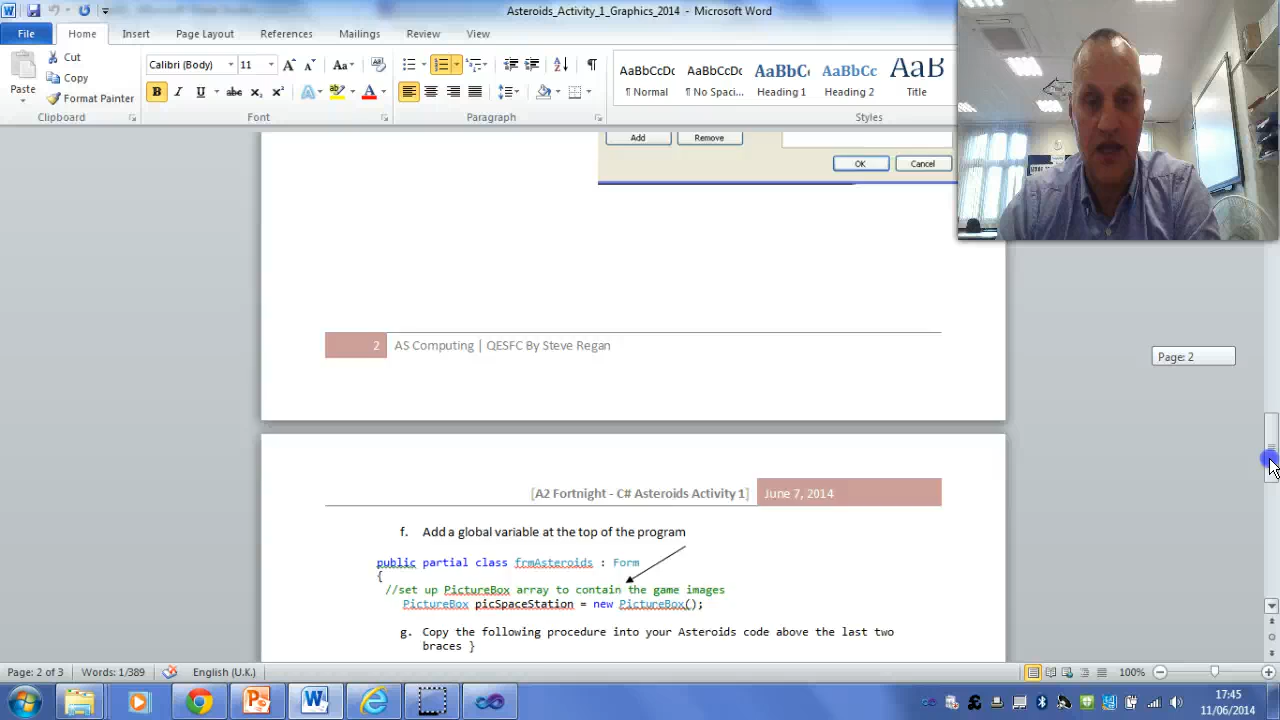 Asteroids_Activity_1_Graphics_2014 - Microsoft Word
File Home Insert Page Layout References Mailings Review View
Cut
Copy
Format Painter
Paste
Calibri (Body) 11
AaBbCcDc AaBbCcDc AaBbC AaBbCc AaB
¶ Normal ¶ No Spaci... Heading 1 Heading 2 Title
Clipboard Font Paragraph Styles
Add Remove
OK Cancel
2 AS Computing | QESFC By Steve Regan
Page: 2
[A2 Fortnight - C# Asteroids Activity 1] June 7, 2014
f. Add a global variable at the top of the program
public partial class frmAsteroids : Form
{
//set up PictureBox array to contain the game images
PictureBox picSpaceStation = new PictureBox();
g. Copy the following procedure into your Asteroids code above the last two
braces }
Page: 2 of 3 Words: 1/389 English (U.K.) 100%
17:45
11/06/2014